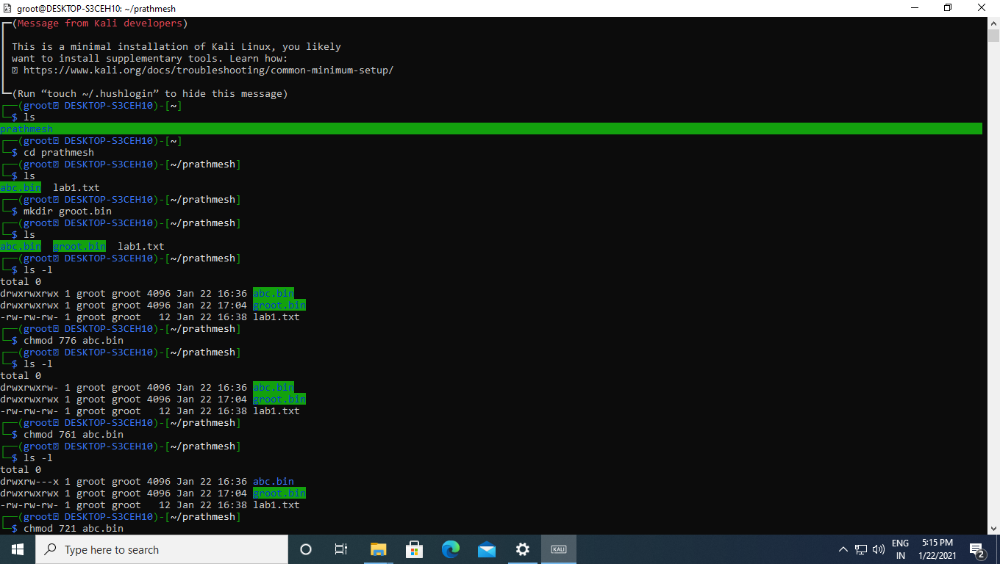 groot@DESKTOP-S3CEH10: ~/prathmesh
(Message from Kali developers)
This is a minimal installation of Kali Linux, you likely
want to install supplementary tools. Learn how:
https://www.kali.org/docs/troubleshooting/common-minimum-setup/
(Run “touch ~/.hushlogin” to hide this message)
(groot DESKTOP-S3CEH10)-[~]
$ ls
prathmesh
(groot DESKTOP-S3CEH10)-[~]
$ cd prathmesh
(groot DESKTOP-S3CEH10)-[~/prathmesh]
$ ls
abc.bin  lab1.txt
(groot DESKTOP-S3CEH10)-[~/prathmesh]
$ mkdir groot.bin
(groot DESKTOP-S3CEH10)-[~/prathmesh]
$ ls
abc.bin  groot.bin  lab1.txt
(groot DESKTOP-S3CEH10)-[~/prathmesh]
$ ls -l
total 0
drwxrwxrwx 1 groot groot 4096 Jan 22 16:36 abc.bin
drwxrwxrwx 1 groot groot 4096 Jan 22 17:04 groot.bin
-rw-rw-rw- 1 groot groot   12 Jan 22 16:38 lab1.txt
(groot DESKTOP-S3CEH10)-[~/prathmesh]
$ chmod 776 abc.bin
(groot DESKTOP-S3CEH10)-[~/prathmesh]
$ ls -l
total 0
drwxrwxrw- 1 groot groot 4096 Jan 22 16:36 abc.bin
drwxrwxrwx 1 groot groot 4096 Jan 22 17:04 groot.bin
-rw-rw-rw- 1 groot groot   12 Jan 22 16:38 lab1.txt
(groot DESKTOP-S3CEH10)-[~/prathmesh]
$ chmod 761 abc.bin
(groot DESKTOP-S3CEH10)-[~/prathmesh]
$ ls -l
total 0
drwxrw---x 1 groot groot 4096 Jan 22 16:36 abc.bin
drwxrwxrwx 1 groot groot 4096 Jan 22 17:04 groot.bin
-rw-rw-rw- 1 groot groot   12 Jan 22 16:38 lab1.txt
(groot DESKTOP-S3CEH10)-[~/prathmesh]
$ chmod 721 abc.bin
Type here to search
KALI
ENG
IN
5:15 PM
1/22/2021
2